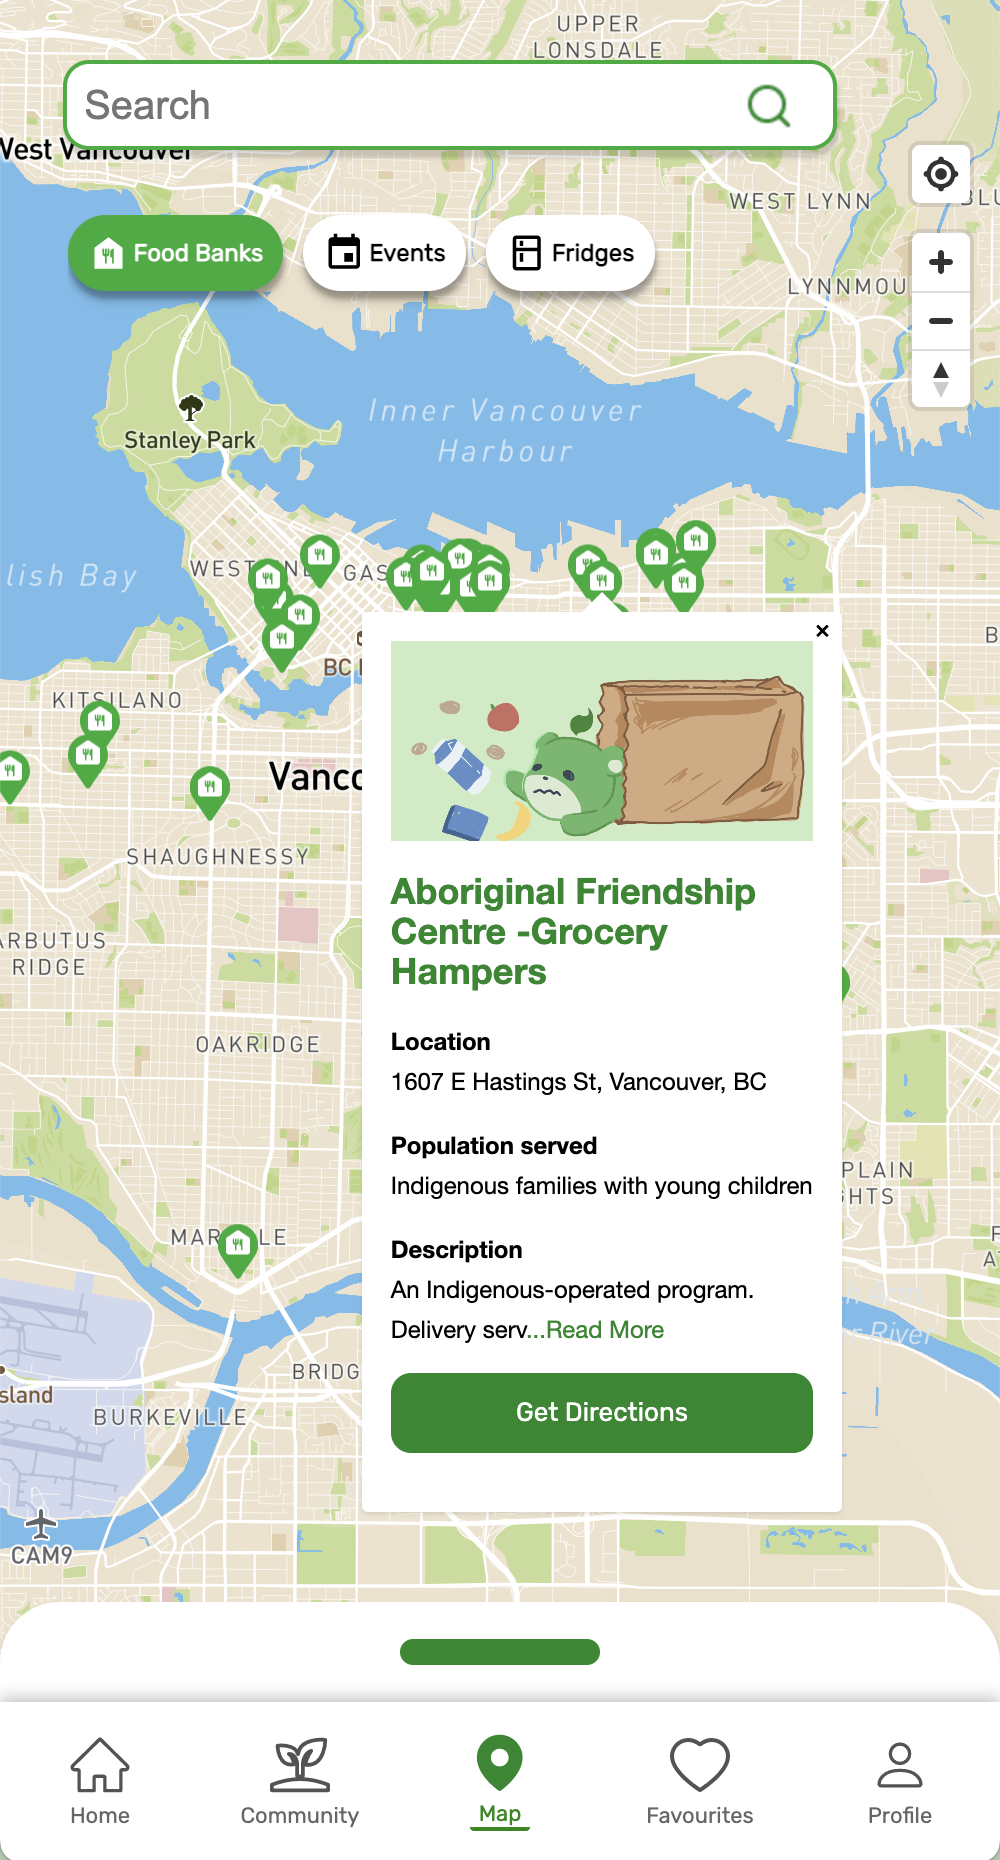 UPPER
LONSDALE
Search
West Vancouver
WEST LYNN
Food Banks
Events
Fridges
LYNNMOU
Inner Vancouver
Harbour
Stanley Park
lish Bay
WEST
GAS
BC
KITSILANO
Vanco
SHAUGHNESSY
ARBUTUS
RIDGE
OAKRIDGE
×
Aboriginal Friendship
Centre -Grocery
Hampers
Location
1607 E Hastings St, Vancouver, BC
Population served
Indigenous families with young children
Description
An Indigenous-operated program.
Delivery serv...Read More
Get Directions
PLAIN
GHTS
MAR LE
River
BRIDG
sland
BURKEVILLE
CAM9
Home
Community
Map
Favourites
Profile